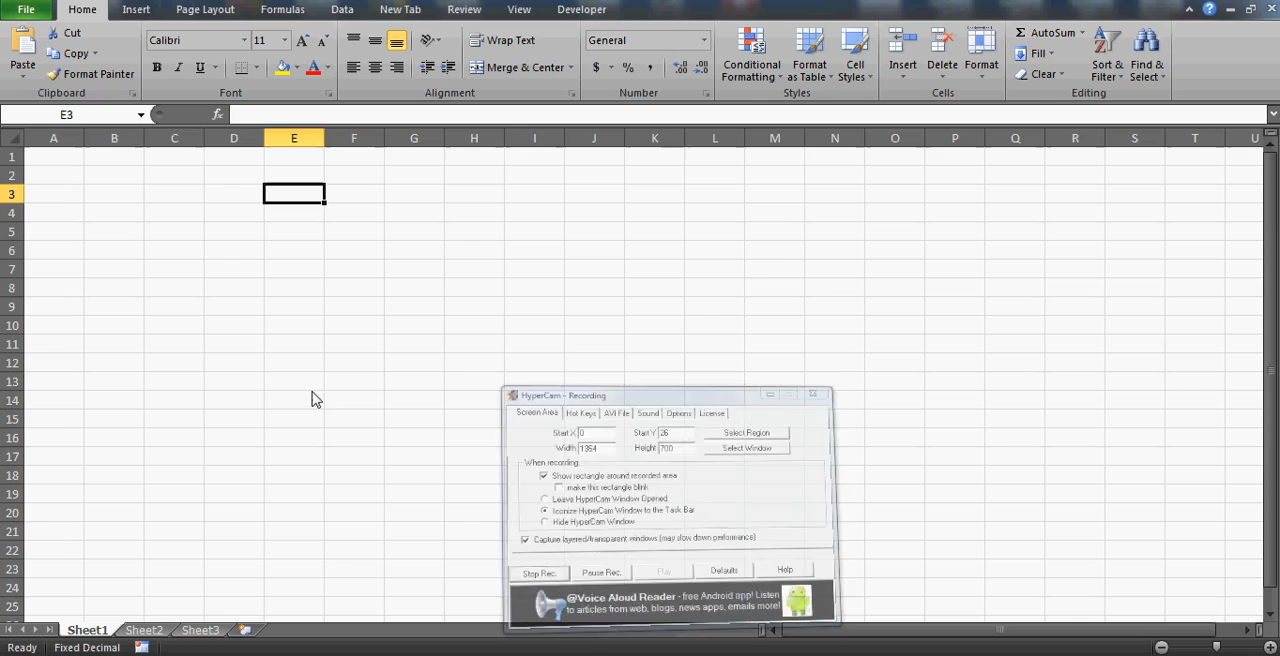 File Home Insert Page Layout Formulas Data New Tab Review View Developer
Cut Calibri 11 Wrap Text General AutoSum
Copy Fill
Paste Format Painter Merge & Center $ % , Conditional Formatting Format as Table Cell Styles Insert Delete Format Clear Sort & Filter Find & Select
Clipboard Font Alignment Number Styles Cells Editing
E3 fx
A B C D E F G H I J K L M N O P Q R S T U
1
2
3
4
5
6
7
8
9
10
11
12
13
14
15
16
17
18
19
20
21
22
23
24
25
HyperCam - Recording
Screen Area Hot Keys AVI File Sound Options License
Start X 0 Start Y 26 Select Region
Width 1364 Height 700 Select Window
When recording:
Show rectangle around recorded area
make this rectangle blink
Leave HyperCam Window Opened
Iconize HyperCam Window to the Task Bar
Hide HyperCam Window
Capture layered/transparent windows (may slow down performance)
Stop Rec. Pause Rec. Play Defaults Help
@Voice Aloud Reader - free Android app! Listen
to articles from web, blogs, news apps, emails more!
Sheet1 Sheet2 Sheet3
Ready Fixed Decimal